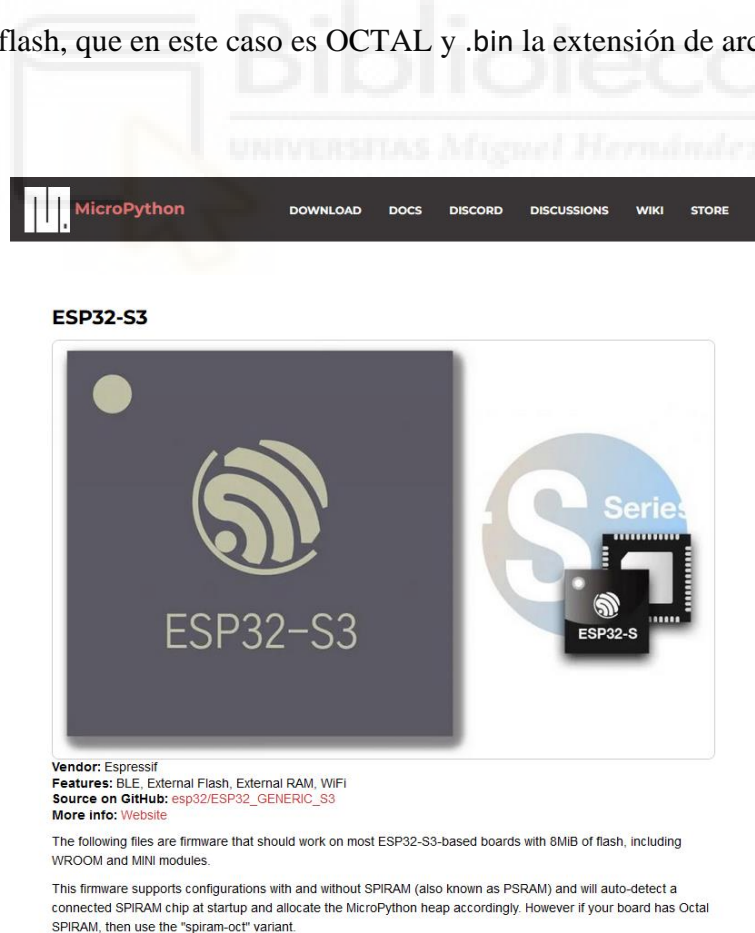 flash, que en este caso es OCTAL y .bin la extensión de arc
Biblioteca
UNIVERSITAS Miguel Hernández
MicroPython DOWNLOAD DOCS DISCORD DISCUSSIONS WIKI STORE
ESP32-S3
ESP32-S3
S
Series
ESP32-S
Vendor: Espressif
Features: BLE, External Flash, External RAM, WiFi
Source on GitHub: esp32/ESP32_GENERIC_S3
More info: Website
The following files are firmware that should work on most ESP32-S3-based boards with 8MiB of flash, including
WROOM and MINI modules.
This firmware supports configurations with and without SPIRAM (also known as PSRAM) and will auto-detect a
connected SPIRAM chip at startup and allocate the MicroPython heap accordingly. However if your board has Octal
SPIRAM, then use the "spiram-oct" variant.